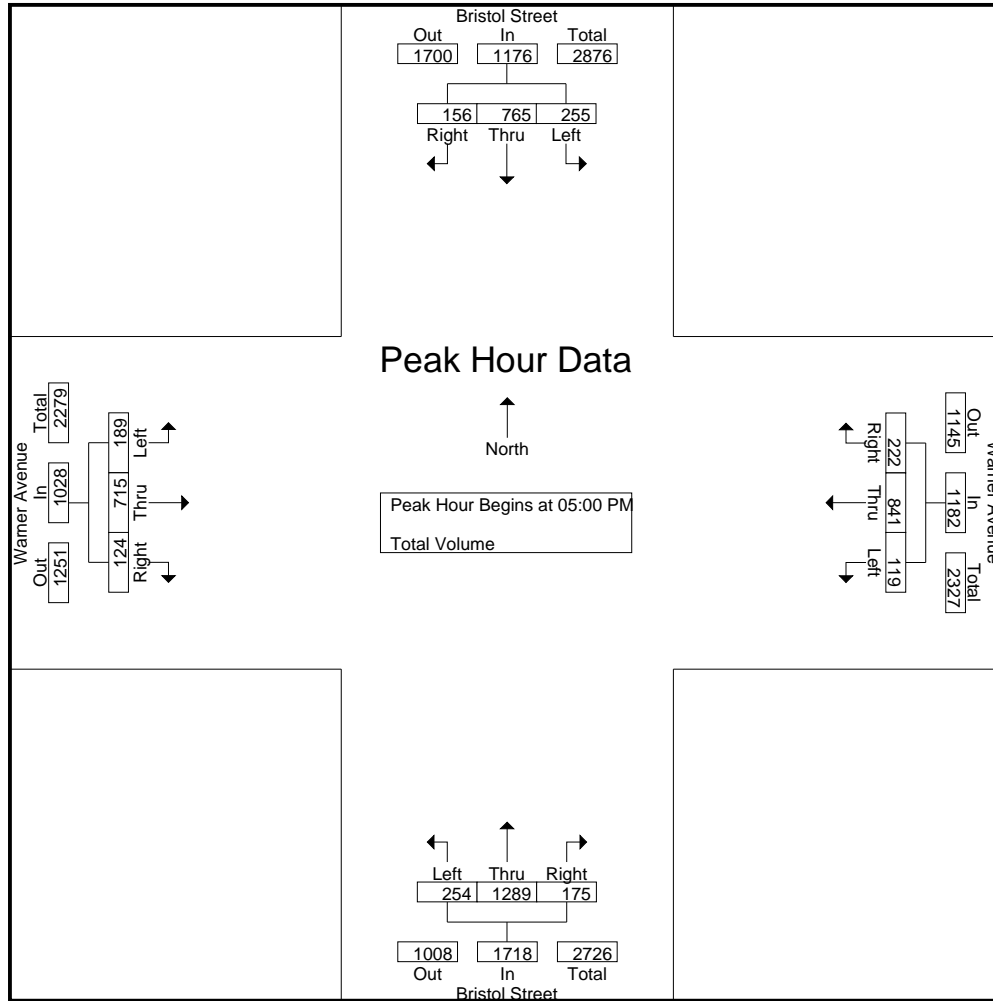 Bristol Street
Out In Total
1700 1176 2876
156 765 255
Right Thru Left
Peak Hour Data
North
Peak Hour Begins at 05:00 PM
Total Volume
Warner Avenue
Out In Total
1251 1028 2279
189 715 124
Left Thru Right
Warner Avenue
Out In Total
1145 1182 2327
222 841 119
Right Thru Left
Left Thru Right
254 1289 175
1008 1718 2726
Out In Total
Bristol Street